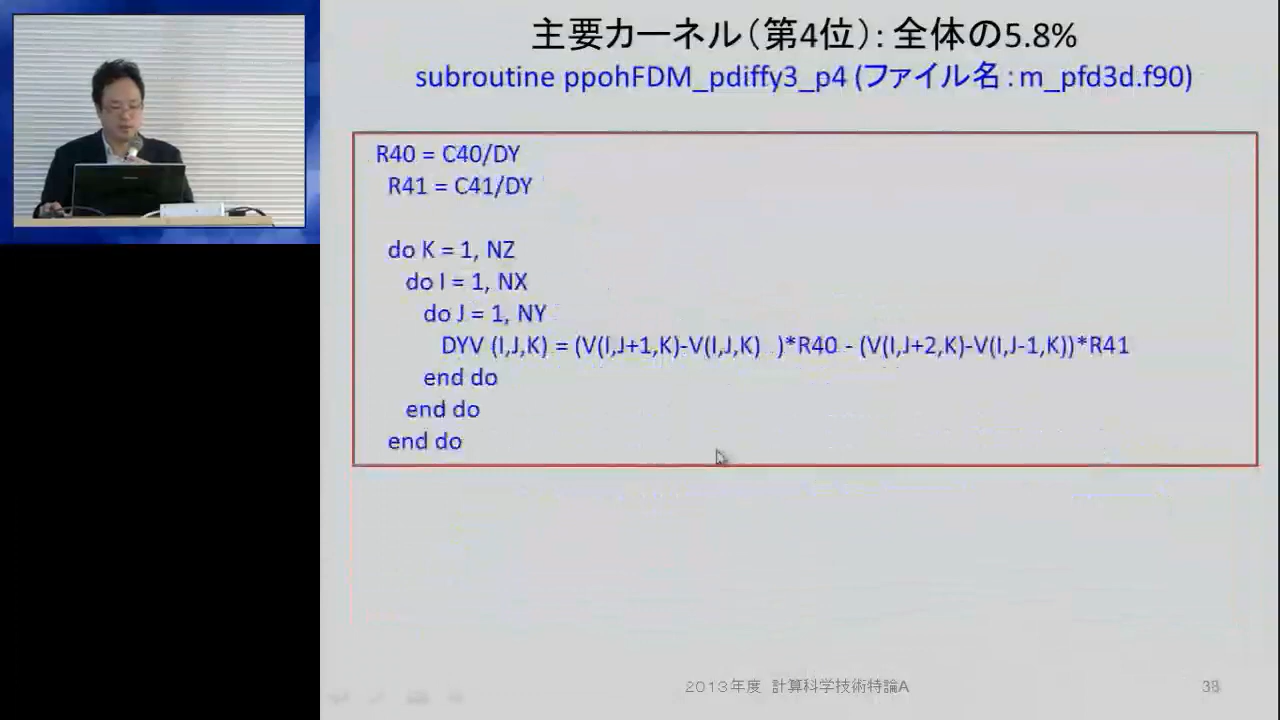 主要カーネル（第4位）: 全体の5.8%
subroutine ppohFDM_pdiffy3_p4 (ファイル名：m_pfd3d.f90)
R40 = C40/DY
R41 = C41/DY
do K = 1, NZ
do I = 1, NX
do J = 1, NY
DYV (I,J,K) = (V(I,J+1,K)-V(I,J,K) )*R40 - (V(I,J+2,K)-V(I,J-1,K))*R41
end do
end do
end do
2013年度 計算科学技術特論A
38